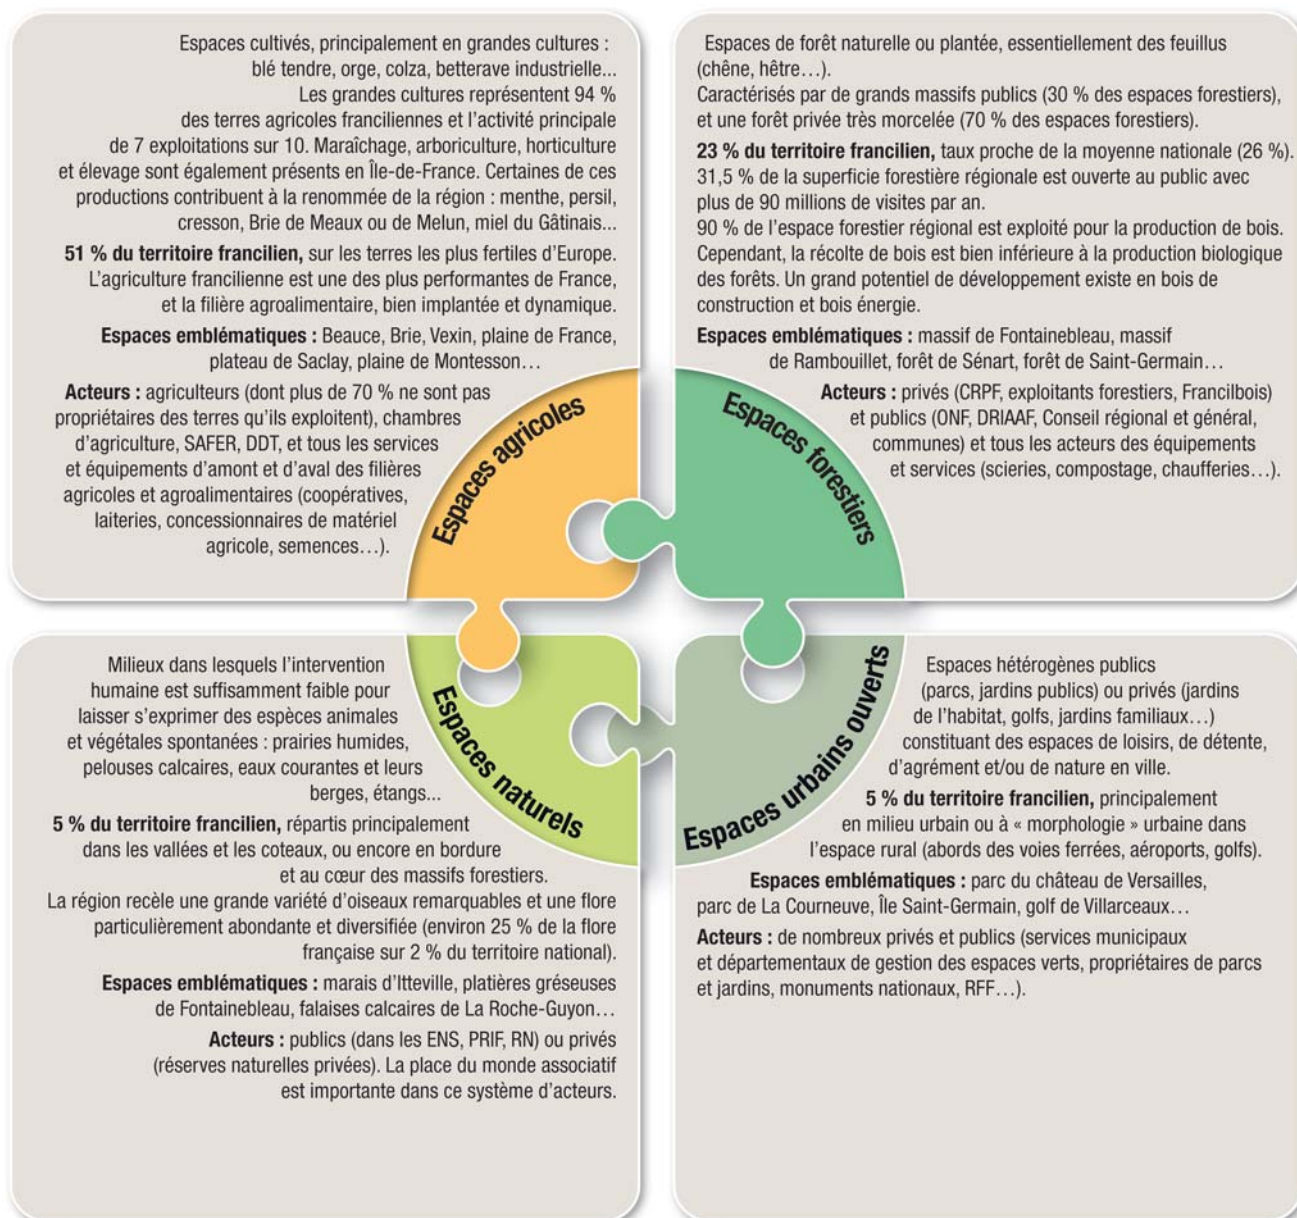 Espaces cultivés, principalement en grandes cultures :
blé tendre, orge, colza, betterave industrielle...
Les grandes cultures représentent 94 %
des terres agricoles franciliennes et l’activité principale
de 7 exploitations sur 10. Maraîchage, arboriculture, horticulture
et élevage sont également présents en Île-de-France. Certaines de ces
productions contribuent à la renommée de la région : menthe, persil,
cresson, Brie de Meaux ou de Melun, miel du Gâtinais...
51 % du territoire francilien, sur les terres les plus fertiles d’Europe.
L’agriculture francilienne est une des plus performantes de France,
et la filière agroalimentaire, bien implantée et dynamique.
Espaces emblématiques : Beauce, Brie, Vexin, plaine de France,
plateau de Saclay, plaine de Montesson…
Acteurs : agriculteurs (dont plus de 70 % ne sont pas
propriétaires des terres qu’ils exploitent), chambres
d’agriculture, SAFER, DDT, et tous les services
et équipements d’amont et d’aval des filières
agricoles et agroalimentaires (coopératives,
laiteries, concessionnaires de matériel
agricole, semences…).
Espaces agricoles
Espaces de forêt naturelle ou plantée, essentiellement des feuillus
(chêne, hêtre…).
Caractérisés par de grands massifs publics (30 % des espaces forestiers),
et une forêt privée très morcelée (70 % des espaces forestiers).
23 % du territoire francilien, taux proche de la moyenne nationale (26 %).
31,5 % de la superficie forestière régionale est ouverte au public avec
plus de 90 millions de visites par an.
90 % de l’espace forestier régional est exploité pour la production de bois.
Cependant, la récolte de bois est bien inférieure à la production biologique
des forêts. Un grand potentiel de développement existe en bois de
construction et bois énergie.
Espaces emblématiques : massif de Fontainebleau, massif
de Rambouillet, forêt de Sénart, forêt de Saint-Germain…
Acteurs : privés (CRPF, exploitants forestiers, Francilbois)
et publics (ONF, DRIAAF, Conseil régional et général,
communes) et tous les acteurs des équipements
et services (scieries, compostage, chaufferies…).
Espaces forestiers
Milieux dans lesquels l’intervention
humaine est suffisamment faible pour
laisser s’exprimer des espèces animales
et végétales spontanées : prairies humides,
pelouses calcaires, eaux courantes et leurs
berges, étangs...
5 % du territoire francilien, répartis principalement
dans les vallées et les coteaux, ou encore en bordure
et au cœur des massifs forestiers.
La région recèle une grande variété d’oiseaux remarquables et une flore
particulièrement abondante et diversifiée (environ 25 % de la flore
française sur 2 % du territoire national).
Espaces emblématiques : marais d’Itteville, platières gréseuses
de Fontainebleau, falaises calcaires de La Roche-Guyon…
Acteurs : publics (dans les ENS, PRIF, RN) ou privés
(réserves naturelles privées). La place du monde associatif
est importante dans ce système d’acteurs.
Espaces naturels
Espaces hétérogènes publics
(parcs, jardins publics) ou privés (jardins
de l’habitat, golfs, jardins familiaux…)
constituant des espaces de loisirs, de détente,
d’agrément et/ou de nature en ville.
5 % du territoire francilien, principalement
en milieu urbain ou à « morphologie » urbaine dans
l’espace rural (abords des voies ferrées, aéroports, golfs).
Espaces emblématiques : parc du château de Versailles,
parc de La Courneuve, Île Saint-Germain, golf de Villarceaux…
Acteurs : de nombreux privés et publics (services municipaux
et départementaux de gestion des espaces verts, propriétaires de parcs
et jardins, monuments nationaux, RFF…).
Espaces urbains ouverts